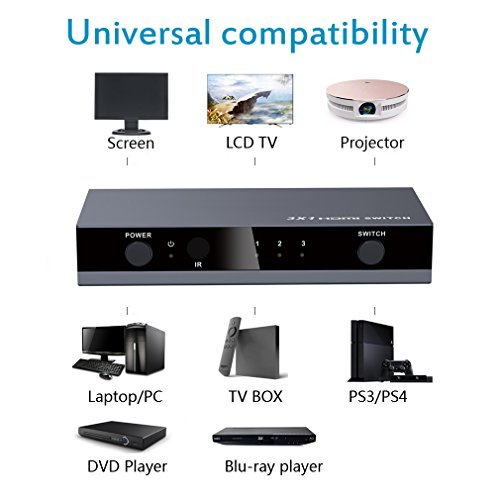 Universal compatibility
Screen
LCD TV
Projector
3X1 HDMI SWITCH
POWER
SWITCH
1 2 3
IR
Laptop/PC
TV BOX
PS3/PS4
DVD Player
Blu-ray player